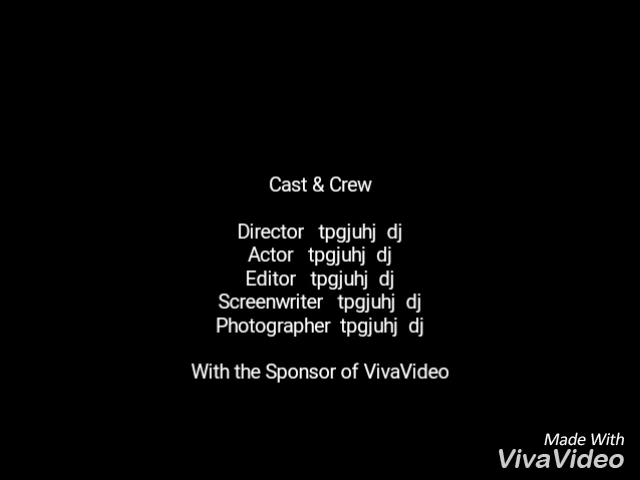 Cast & Crew
Director tpgjuhj dj
Actor tpgjuhj dj
Editor tpgjuhj dj
Screenwriter tpgjuhj dj
Photographer tpgjuhj dj
With the Sponsor of VivaVideo
Made With
VivaVideo